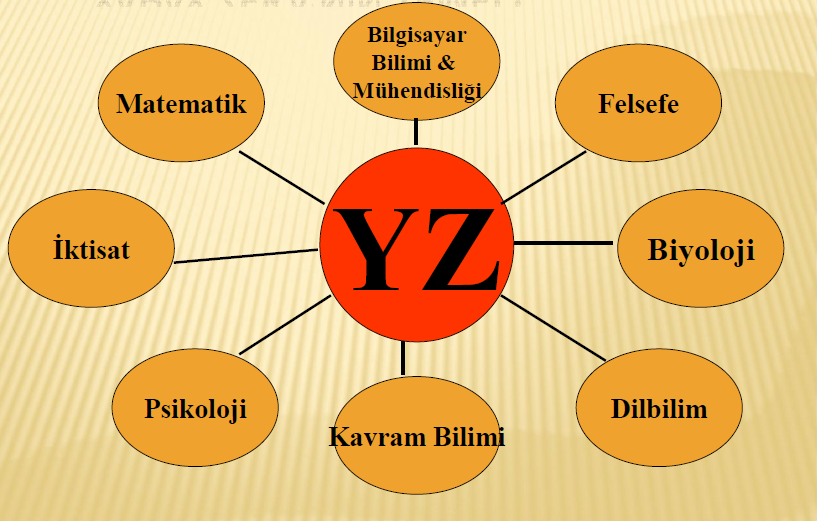 Bilgisayar
Bilimi &
Mühendisliği
Matematik
Felsefe
İktisat
YZ
Biyoloji
Psikoloji
Kavram Bilimi
Dilbilim